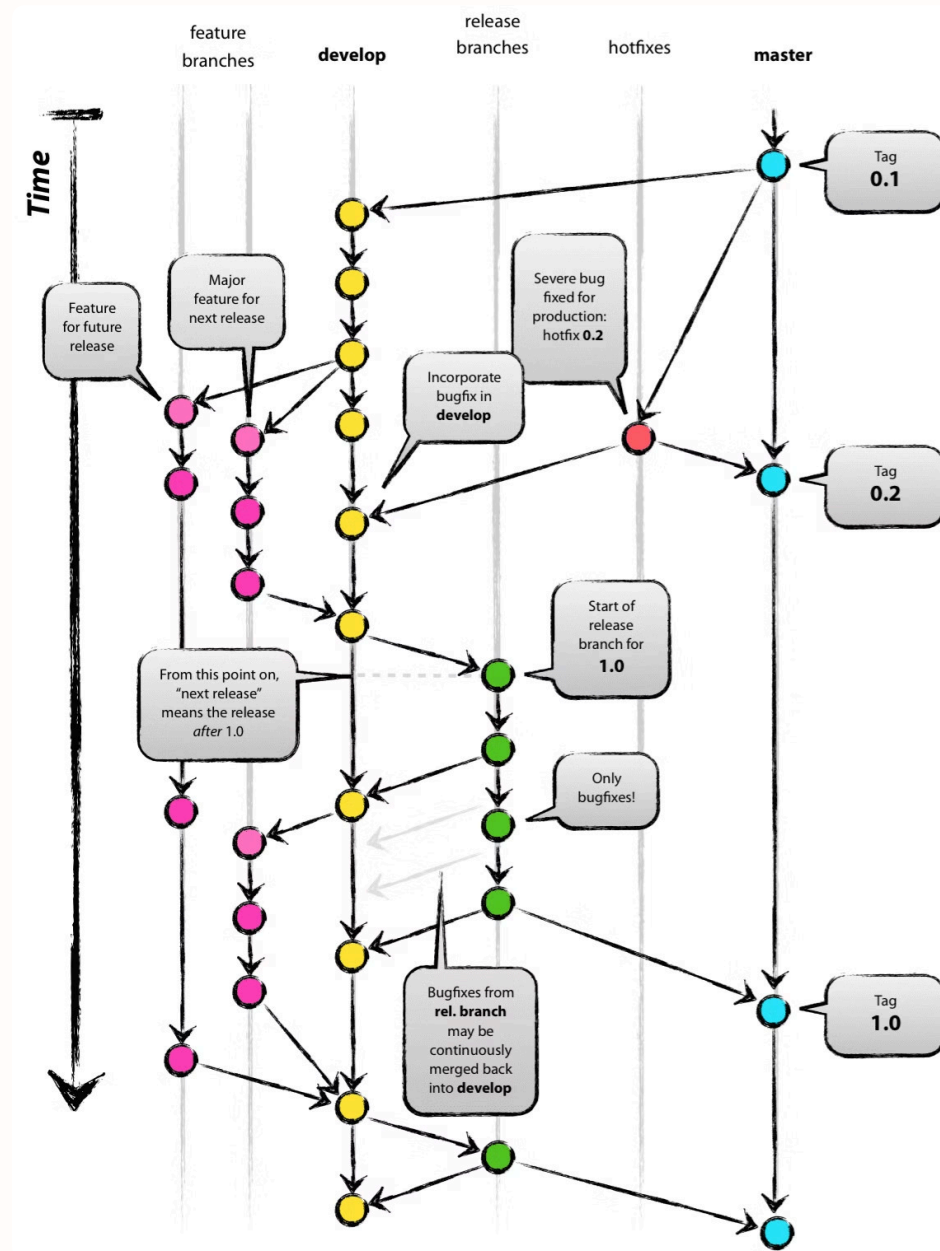 feature
branches
develop
release
branches
hotfixes
master
Time
Tag
0.1
Feature
for future
release
Major
feature for
next release
Severe bug
fixed for
production:
hotfix 0.2
Incorporate
bugfix in
develop
Tag
0.2
Start of
release
branch for
1.0
From this point on,
“next release”
means the release
after 1.0
Only
bugfixes!
Bugfixes from
rel. branch
may be
continuously
merged back
into develop
Tag
1.0